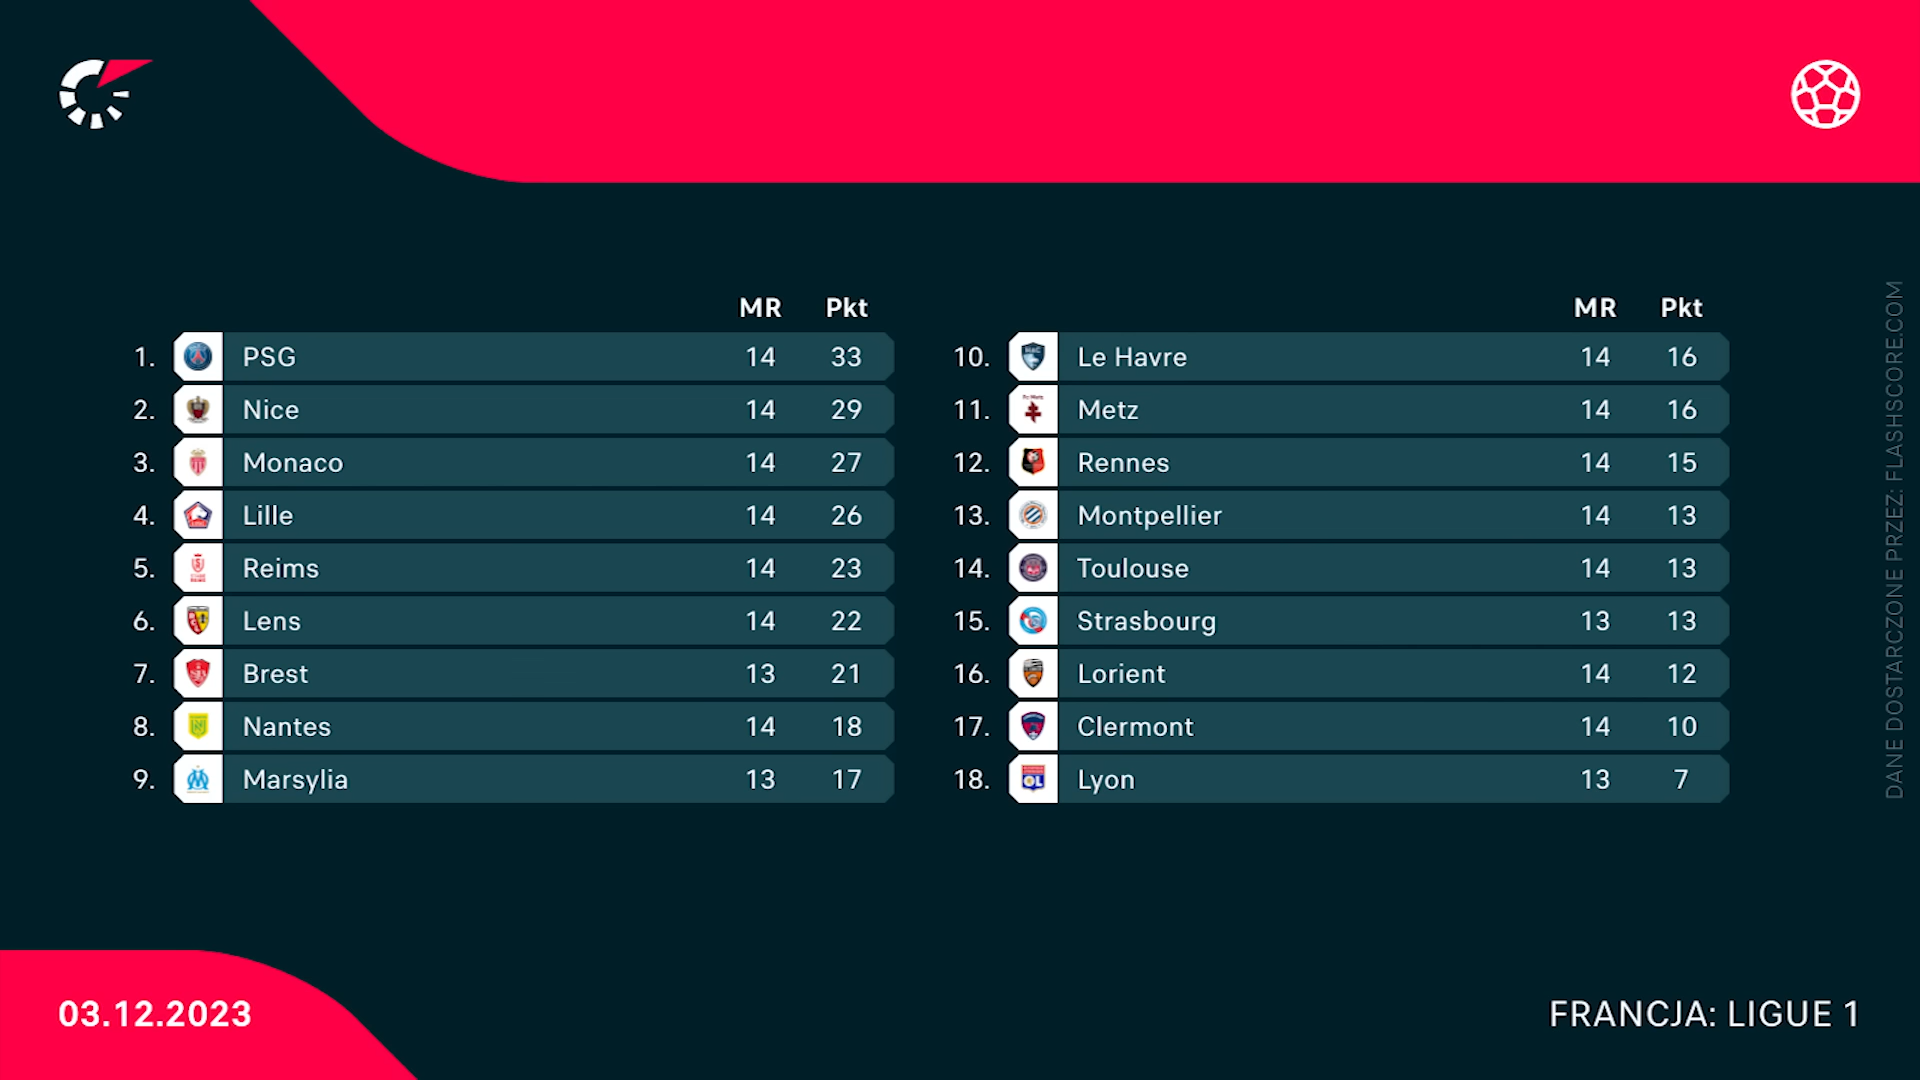 MR Pkt
1. PSG 14 33
2. Nice 14 29
3. Monaco 14 27
4. Lille 14 26
5. Reims 14 23
6. Lens 14 22
7. Brest 13 21
8. Nantes 14 18
9. Marsylia 13 17
MR Pkt
10. Le Havre 14 16
11. Metz 14 16
12. Rennes 14 15
13. Montpellier 14 13
14. Toulouse 14 13
15. Strasbourg 13 13
16. Lorient 14 12
17. Clermont 14 10
18. Lyon 13 7
DANE DOSTARCZONE PRZEZ: FLASHSCORE.COM
03.12.2023
FRANCJA: LIGUE 1